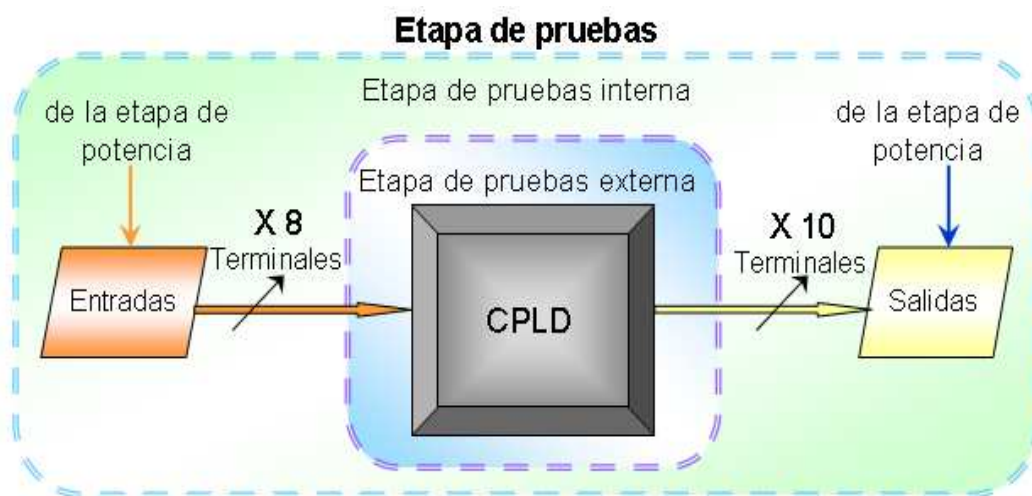 Etapa de pruebas
Etapa de pruebas interna
de la etapa de
potencia
de la etapa de
potencia
Etapa de pruebas externa
X 8
Terminales
X 10
Terminales
Entradas
CPLD
Salidas